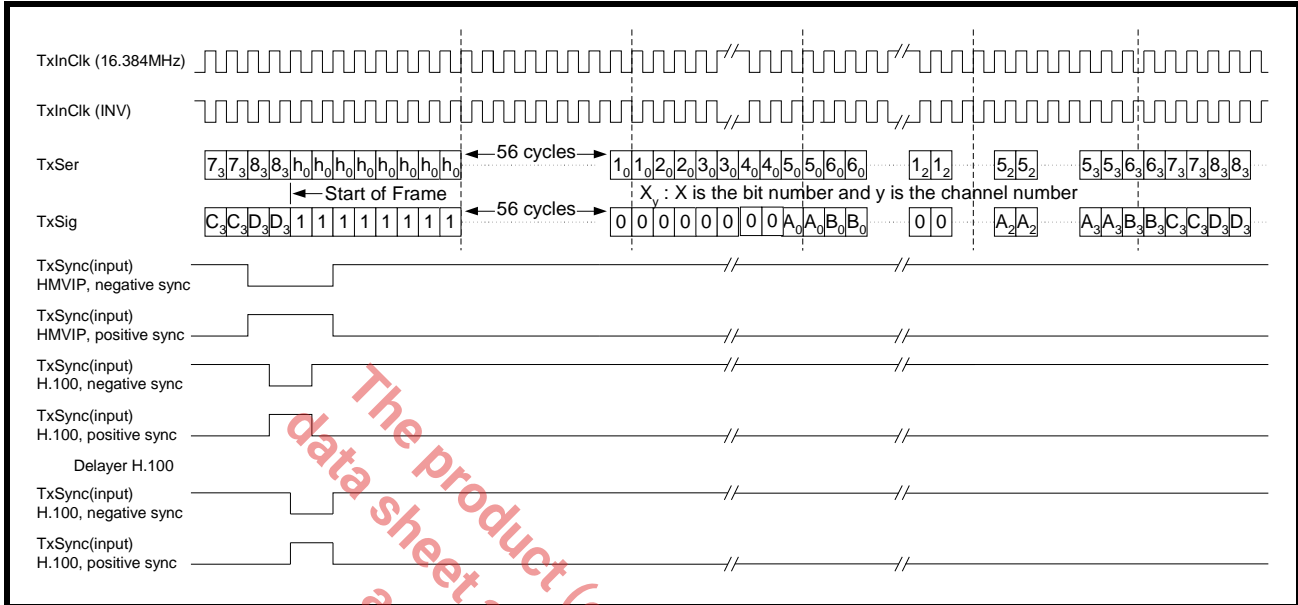 TxInClk (16.384MHz)
TxInClk (INV)
TxSer 7₃ 7₃ 8₃ 8₃ h₀ h₀ h₀ h₀ h₀ h₀ h₀ h₀ 56 cycles 1₀ 1₀ 2₀ 2₀ 3₀ 3₀ 4₀ 4₀ 5₀ 5₀ 6₀ 6₀ 1₂ 1₂ 5₂ 5₂ 5₃ 5₃ 6₃ 6₃ 7₃ 7₃ 8₃ 8₃
Start of Frame Xy : X is the bit number and y is the channel number
TxSig C₃ C₃ D₃ D₃ 1 1 1 1 1 1 1 1 56 cycles 0 0 0 0 0 0 0 0 A₀ A₀ B₀ B₀ 0 0 A₂ A₂ A₃ A₃ B₃ B₃ C₃ C₃ D₃ D₃
TxSync(input)
HMVIP, negative sync
TxSync(input)
HMVIP, positive sync
TxSync(input)
H.100, negative sync
TxSync(input)
H.100, positive sync
Delayer H.100
TxSync(input)
H.100, negative sync
TxSync(input)
H.100, positive sync
The product (
data sheet
a